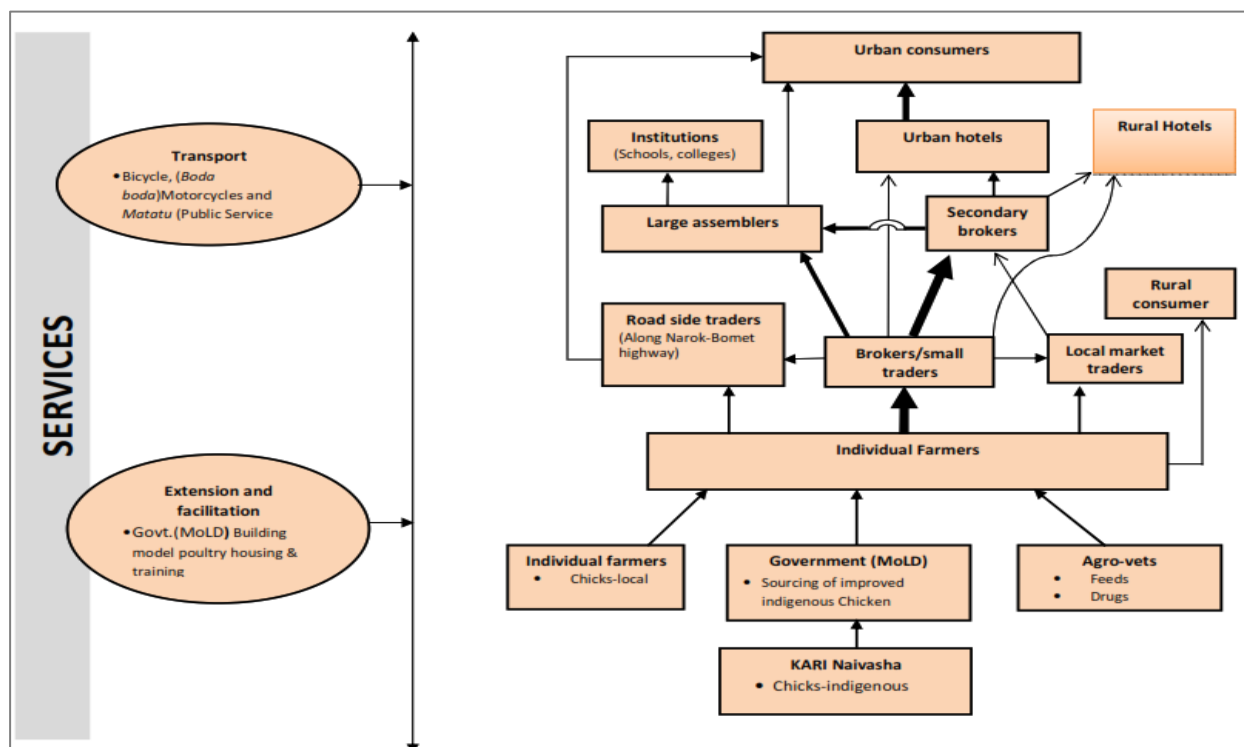 SERVICES
Transport
•Bicycle, (Boda
boda)Motorcycles and
Matatu (Public Service
Extension and
facilitation
•Govt.(MoLD) Building
model poultry housing &
training
Urban consumers
Institutions
(Schools, colleges)
Urban hotels
Rural Hotels
Large assemblers
Secondary
brokers
Rural
consumer
Road side traders
(Along Narok-Bomet
highway)
Brokers/small
traders
Local market
traders
Individual Farmers
Individual farmers
• Chicks-local
Government (MoLD)
• Sourcing of improved
indigenous Chicken
Agro-vets
• Feeds
• Drugs
KARI Naivasha
• Chicks-indigenous